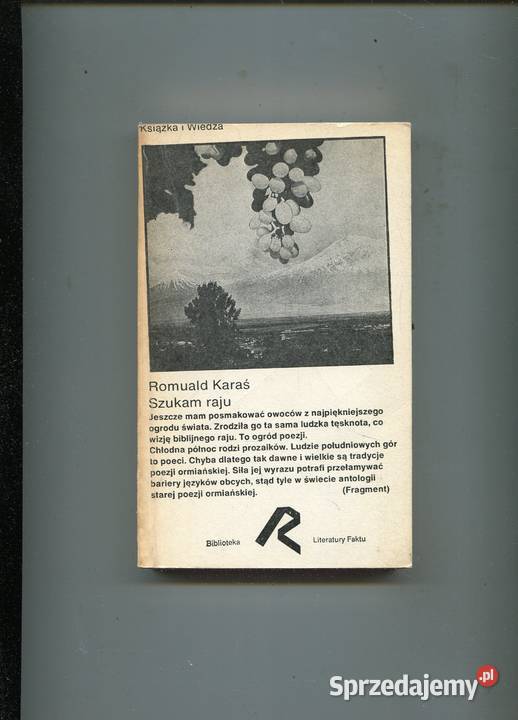 Książka i Wiedza
Romuald Karaś
Szukam raju
Jeszcze mam posmakować owoców z najpiękniejszego
ogrodu świata. Zrodziła go ta sama ludzka tęsknota, co
wizję biblijnego raju. To ogród poezji.
Chłodna północ rodzi prozaików. Ludzie południowych gór
to poeci. Chyba dlatego tak dawne i wielkie są tradycje
poezji ormiańskiej. Siła jej wyrazu potrafi przełamywać
bariery języków obcych, stąd tyle w świecie antologii
starej poezji ormiańskiej. (Fragment)
Biblioteka R Literatury Faktu
Sprzedajemy.pl